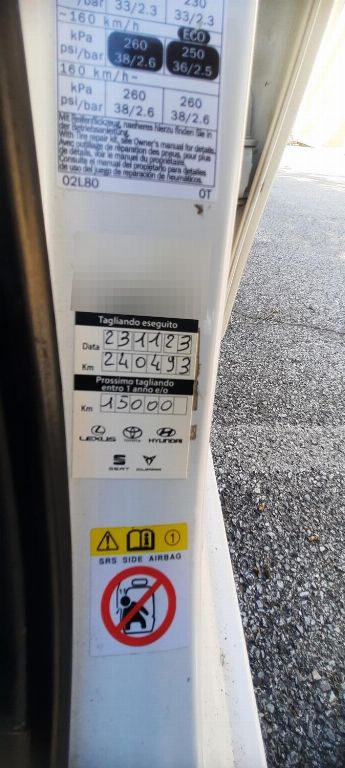 /bar 33/2.3 33/2.3
~160 km/h ECO
kPa 260 250
psi/bar 38/2.6 36/2.5
160 km/h~
kPa 260 260
psi/bar 38/2.6 38/2.6
Mit Reifenflickzeug, naeheres hierzu finden Sie in
der Betriebsanleitung.
With Tire repair kit, see Owner's manual for details.
Avec outillage de réparation des pneus, pour plus
de détails, voir le manuel du propriétaire.
Consulte el manual del propietario para detalles
de uso del juego de reparación de neumáticos.
02L80 0T
Tagliando eseguito
Data 231123
Km 240493
Prossimo tagliando
entro 1 anno e/o
Km 15000
LEXUS TOYOTA HYUNDAI
SEAT CUPRA
1
SRS SIDE AIRBAG